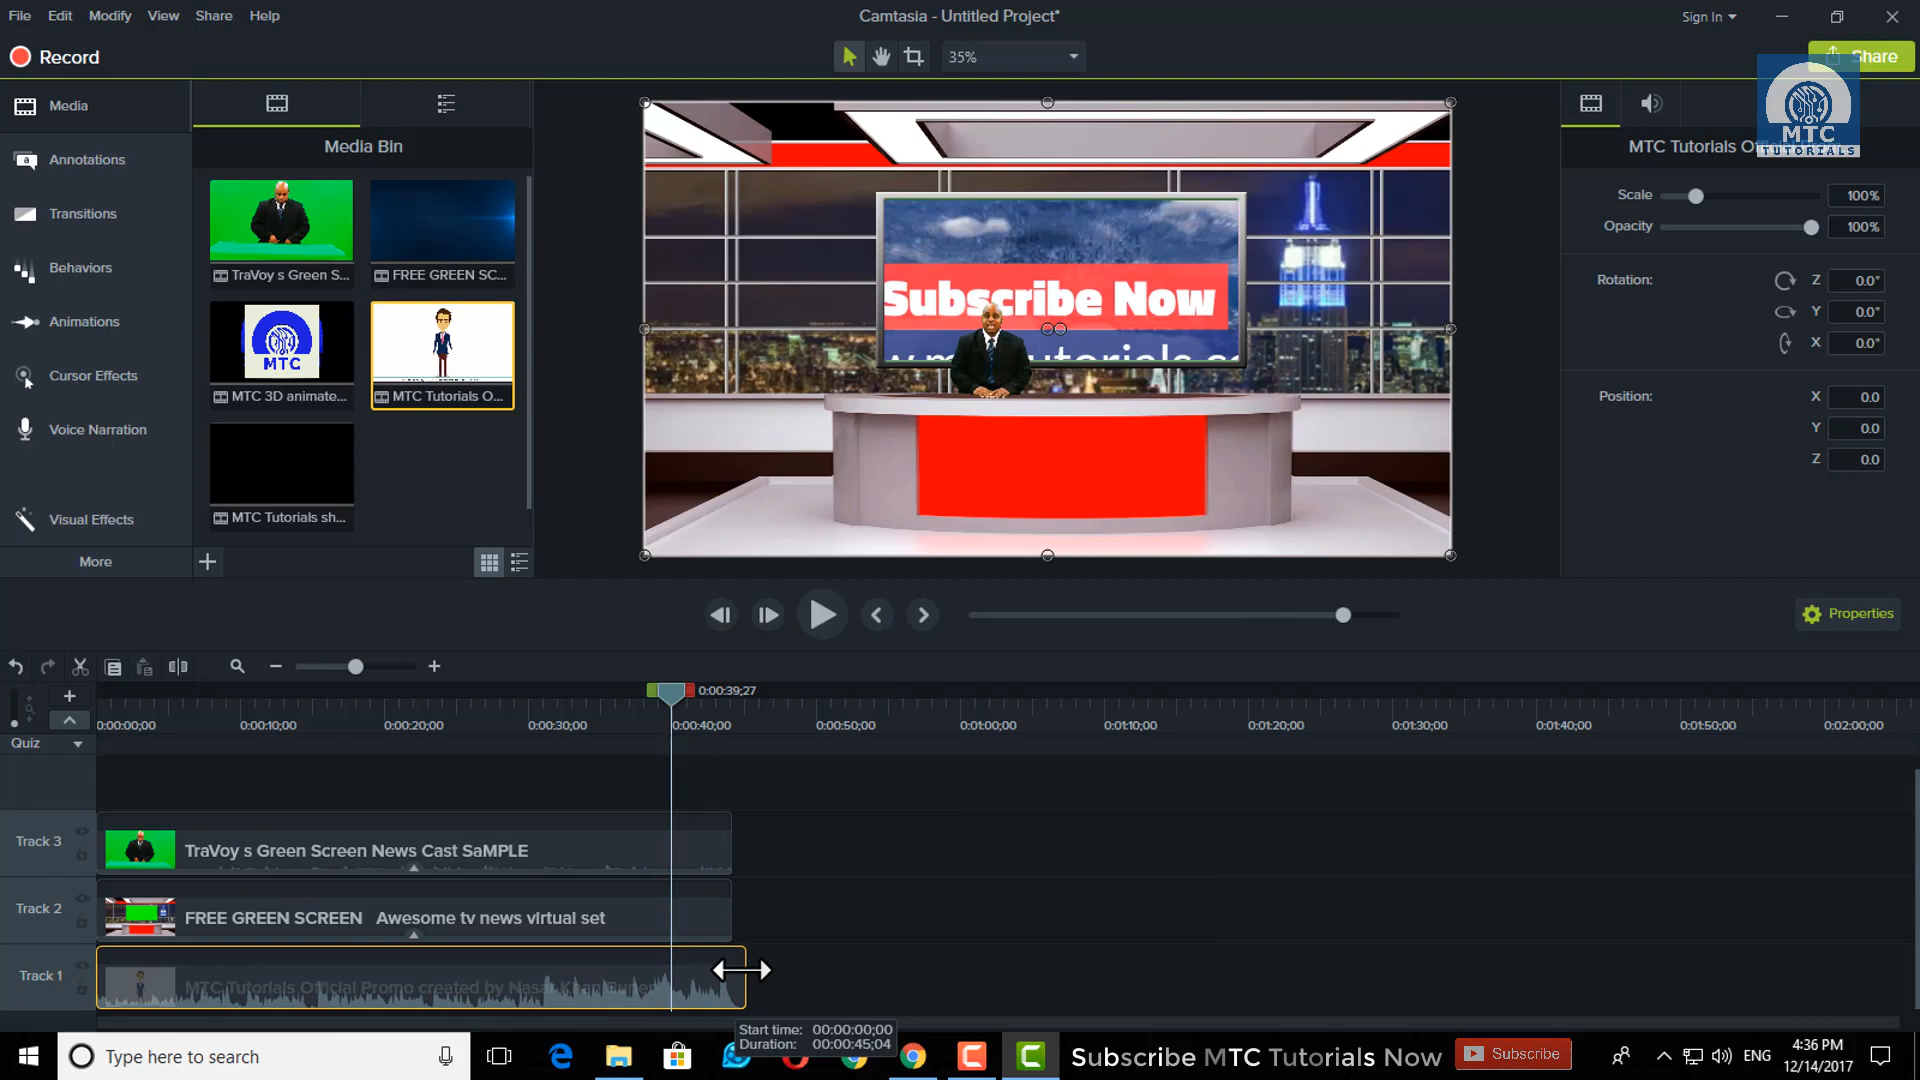 File Edit Modify View Share Help
Camtasia - Untitled Project*
Sign In
Record
35%
Share
Media
Annotations
Transitions
Behaviors
Animations
Cursor Effects
Voice Narration
Visual Effects
More
Media Bin
TraVoy s Green S...
FREE GREEN SC...
MTC
MTC 3D animate...
MTC Tutorials O...
MTC Tutorials sh...
Subscribe Now
MTC
TUTORIALS
MTC Tutorials O
Scale 100%
Opacity 100%
Rotation: Z 0.0°
Y 0.0°
X 0.0°
Position: X 0.0
Y 0.0
Z 0.0
Properties
0:00:39;27
0:00:00;00 0:00:10;00 0:00:20;00 0:00:30;00 0:00:40;00 0:00:50;00 0:01:00;00 0:01:10;00 0:01:20;00 0:01:30;00 0:01:40;00 0:01:50;00 0:02:00;00
Quiz
Track 3
TraVoy s Green Screen News Cast SaMPLE
Track 2
FREE GREEN SCREEN Awesome tv news virtual set
Track 1
MTC Tutorials Official Promo created by Nasar Khan Buner
Start time: 00:00:00;00
Duration: 00:00:45;04
Type here to search
Subscribe MTC Tutorials Now
Subscribe
ENG
4:36 PM
12/14/2017